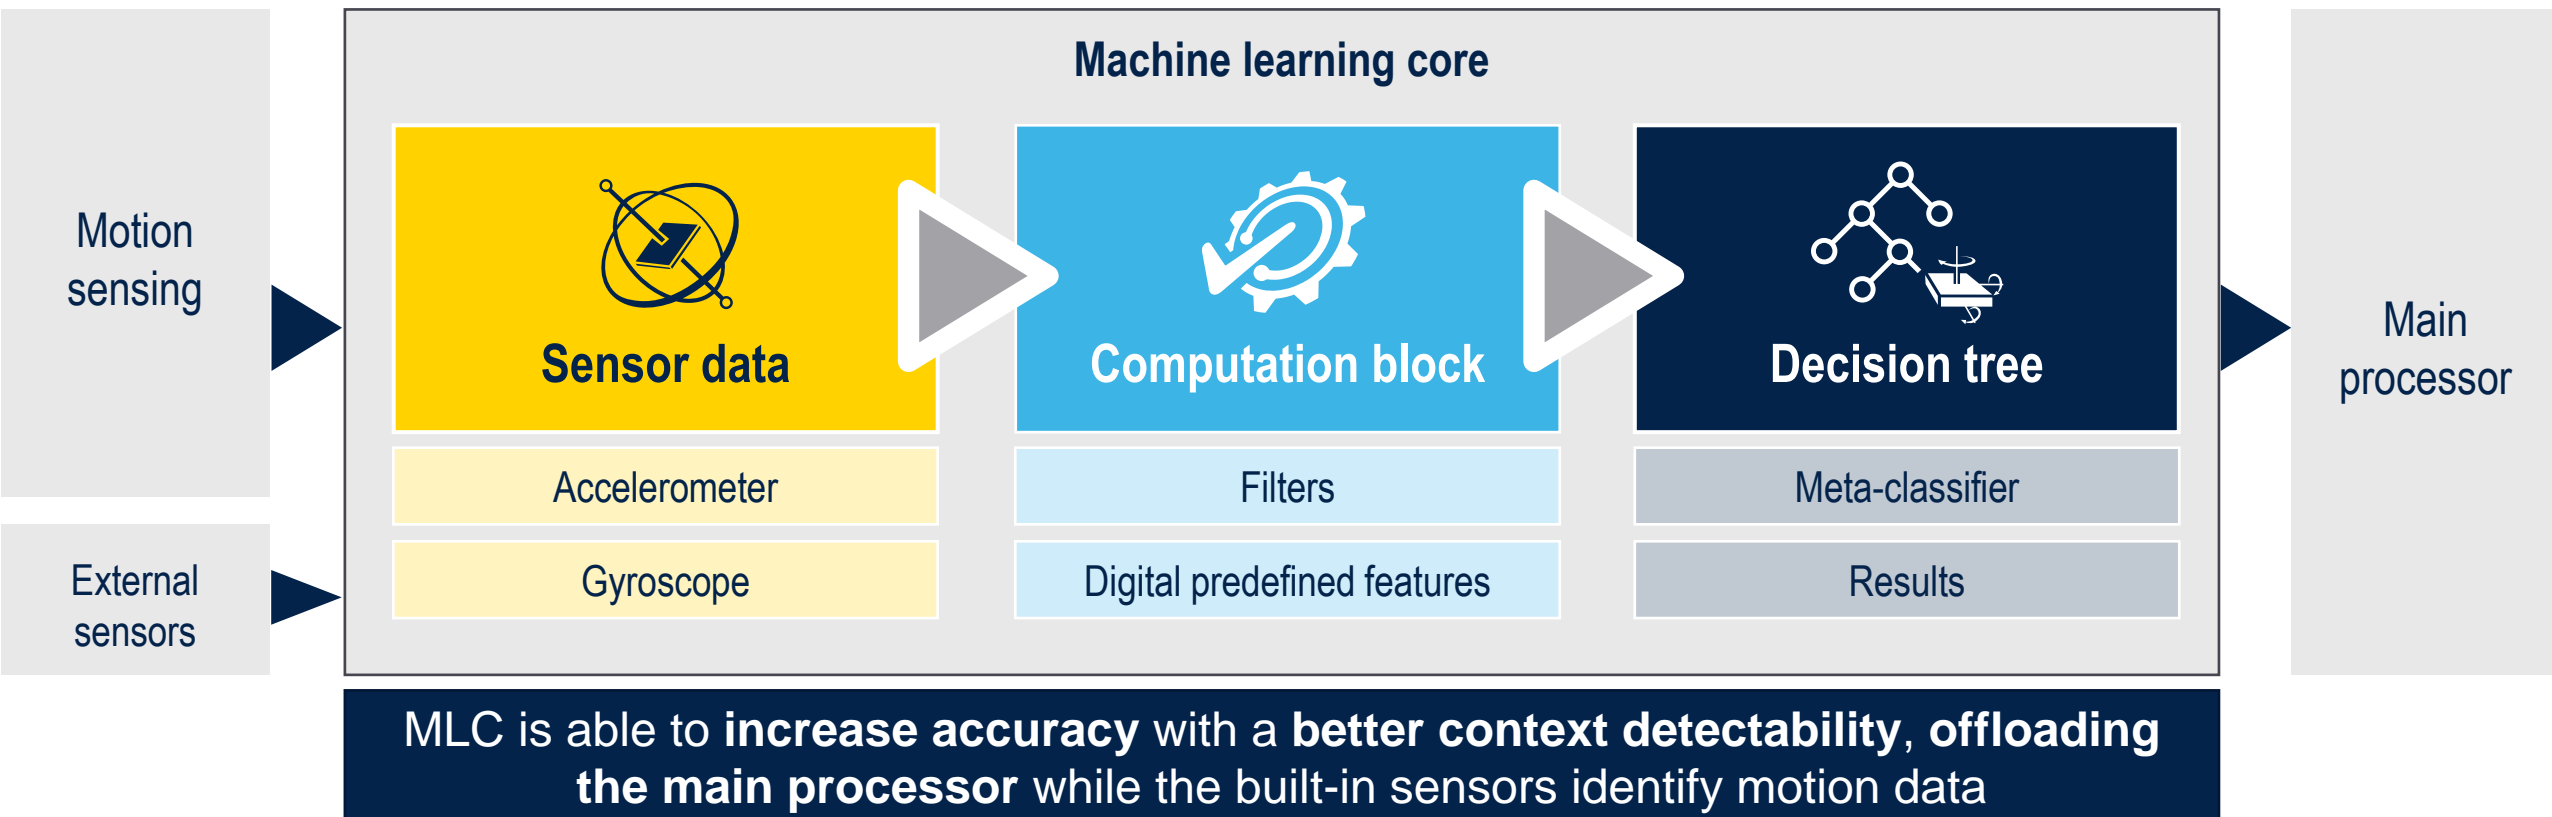 Machine learning core
Motion
sensing
External
sensors
Sensor data
Accelerometer
Gyroscope
Computation block
Filters
Digital predefined features
Decision tree
Meta-classifier
Results
Main
processor
MLC is able to increase accuracy with a better context detectability, offloading
the main processor while the built-in sensors identify motion data